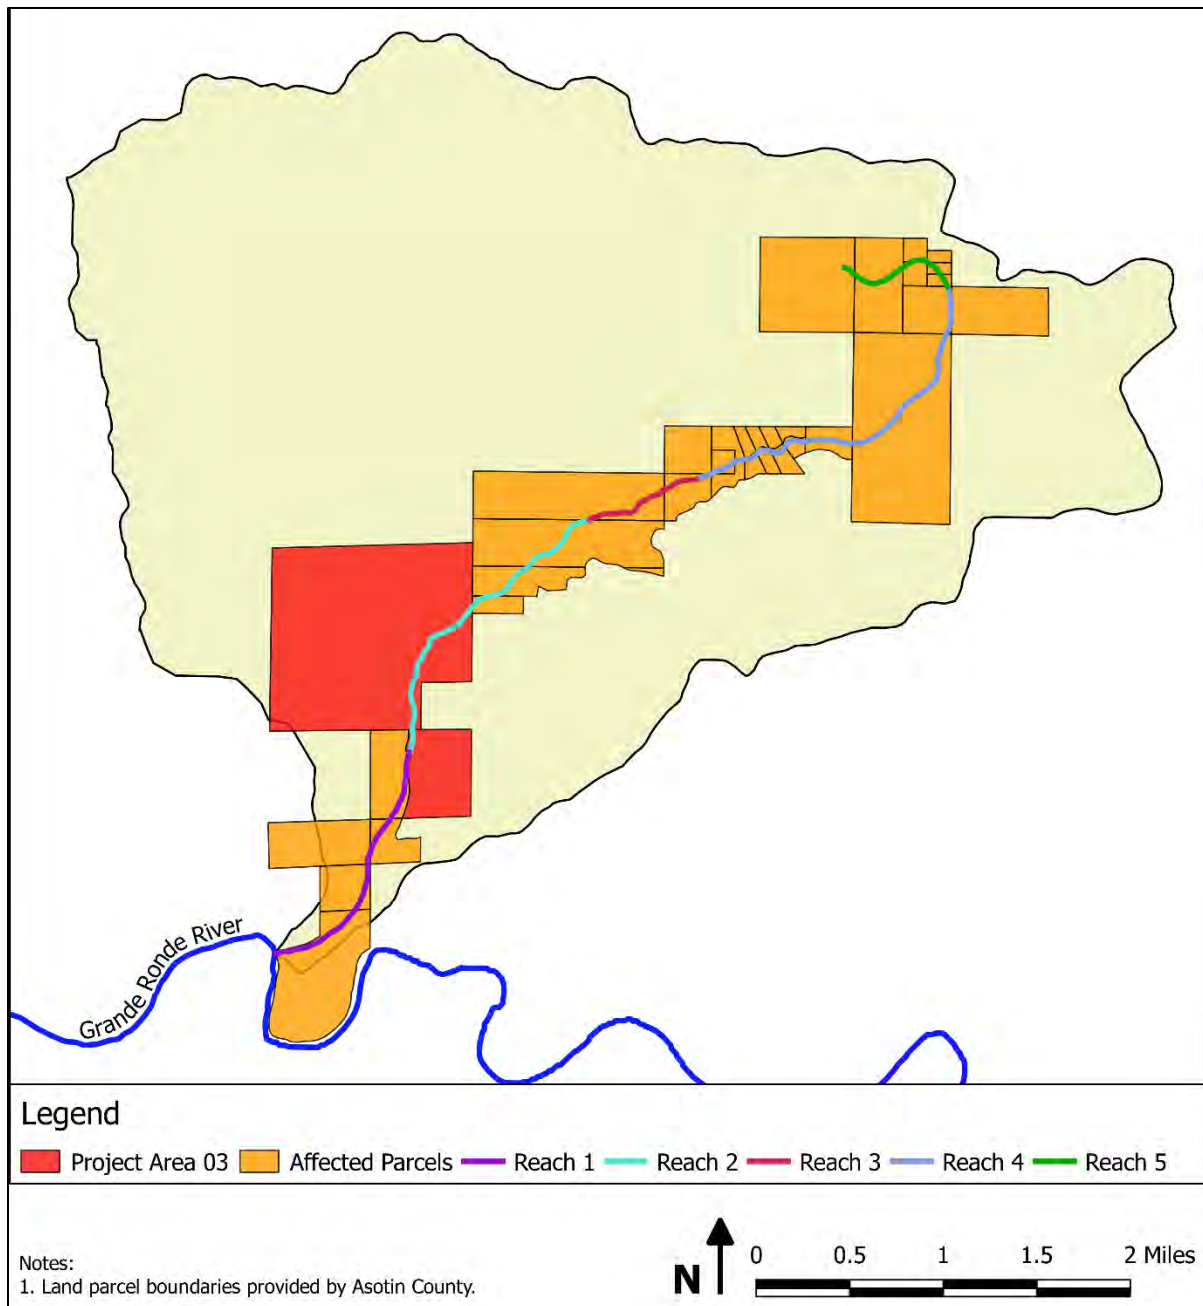 Grande Ronde River
Legend
Project Area 03 Affected Parcels Reach 1 Reach 2 Reach 3 Reach 4 Reach 5
Notes:
1. Land parcel boundaries provided by Asotin County.
N
0 0.5 1 1.5 2 Miles